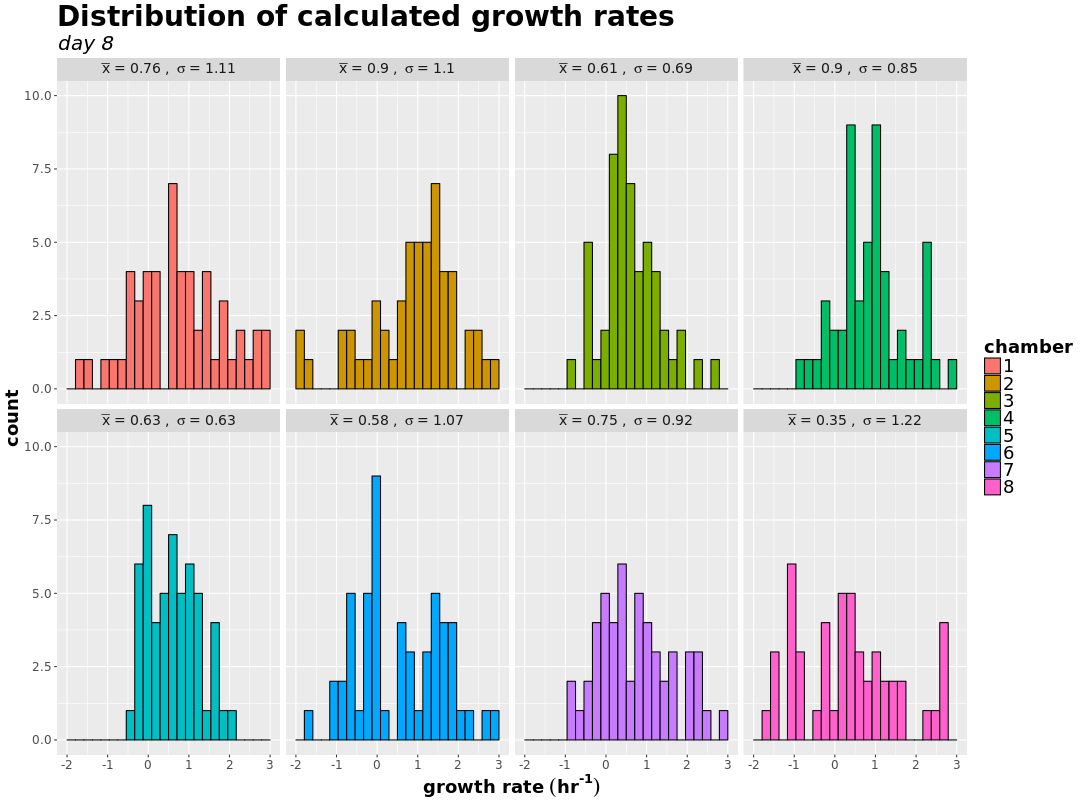 Distribution of calculated growth rates
day 8
x̅ = 0.76 , σ = 1.11
x̅ = 0.9 , σ = 1.1
x̅ = 0.61 , σ = 0.69
x̅ = 0.9 , σ = 0.85
10.0
7.5
5.0
2.5
0.0
x̅ = 0.63 , σ = 0.63
x̅ = 0.58 , σ = 1.07
x̅ = 0.75 , σ = 0.92
x̅ = 0.35 , σ = 1.22
10.0
7.5
5.0
2.5
0.0
count
-2 -1 0 1 2 3
-2 -1 0 1 2 3
-2 -1 0 1 2 3
-2 -1 0 1 2 3
growth rate (hr⁻¹)
chamber
1
2
3
4
5
6
7
8